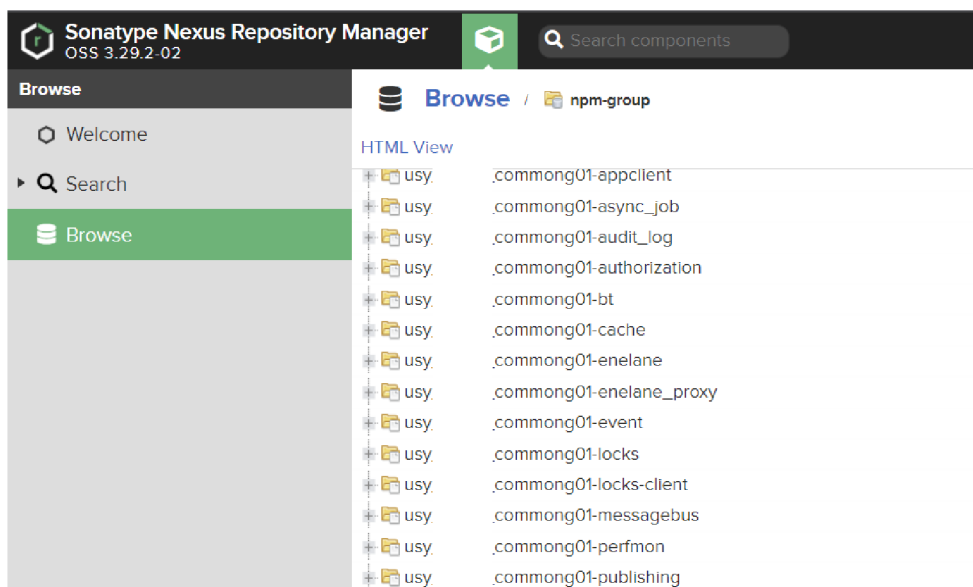 Sonatype Nexus Repository Manager
OSS 3.29.2-02
Search components
Browse
Welcome
Search
Browse
Browse / npm-group
HTML View
usy commong01-appclient
usy commong01-async_job
usy commong01-audit_log
usy commong01-authorization
usy commong01-bt
usy commong01-cache
usy commong01-enelane
usy commong01-enelane_proxy
usy commong01-event
usy commong01-locks
usy commong01-locks-client
usy commong01-messagebus
usy commong01-perfmon
usy commong01-publishing